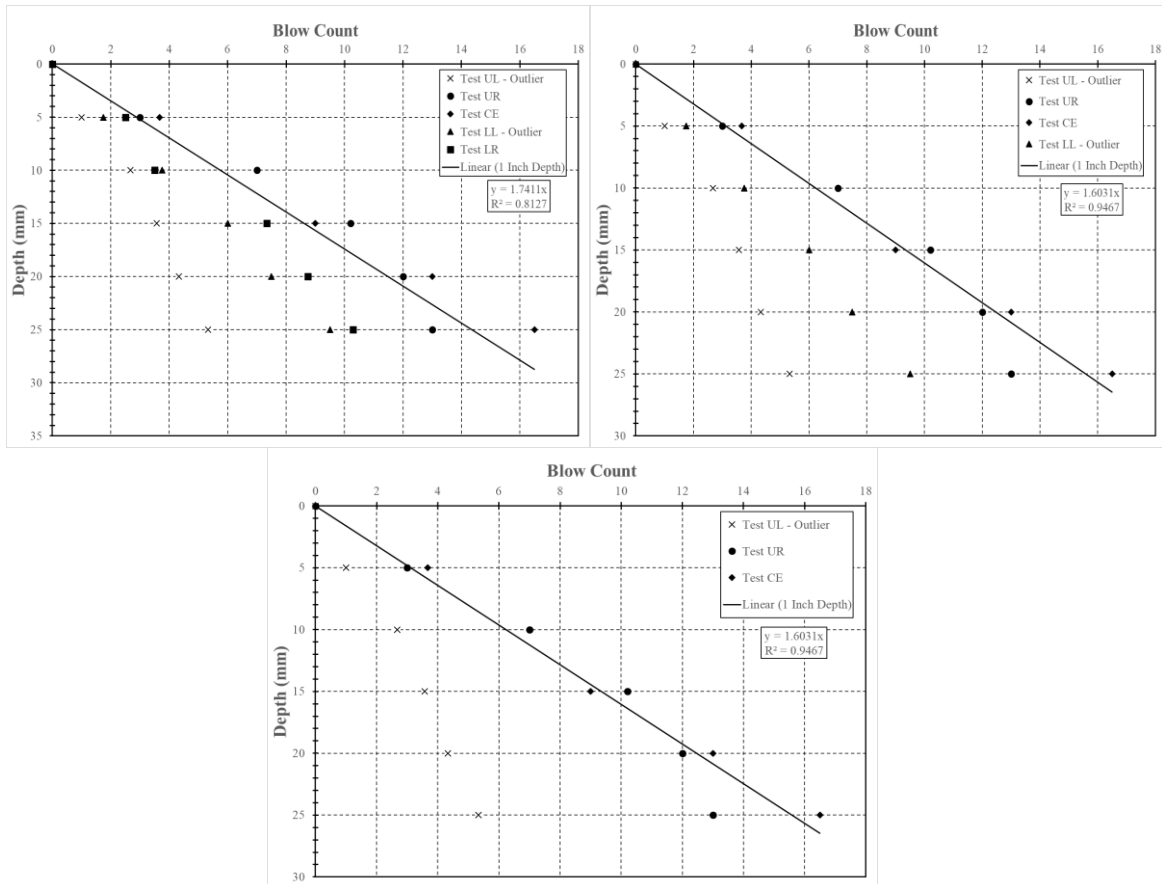 Blow Count
0 2 4 6 8 10 12 14 16 18
0
5
10
15
20
25
30
35
Depth (mm)
Test UL - Outlier
Test UR
Test CE
Test LL - Outlier
Test LR
Linear (1 Inch Depth)
y = 1.7411x
R² = 0.8127
Blow Count
0 2 4 6 8 10 12 14 16 18
0
5
10
15
20
25
30
Depth (mm)
Test UL - Outlier
Test UR
Test CE
Test LL - Outlier
Linear (1 Inch Depth)
y = 1.6031x
R² = 0.9467
Blow Count
0 2 4 6 8 10 12 14 16 18
0
5
10
15
20
25
30
Depth (mm)
Test UL - Outlier
Test UR
Test CE
Linear (1 Inch Depth)
y = 1.6031x
R² = 0.9467